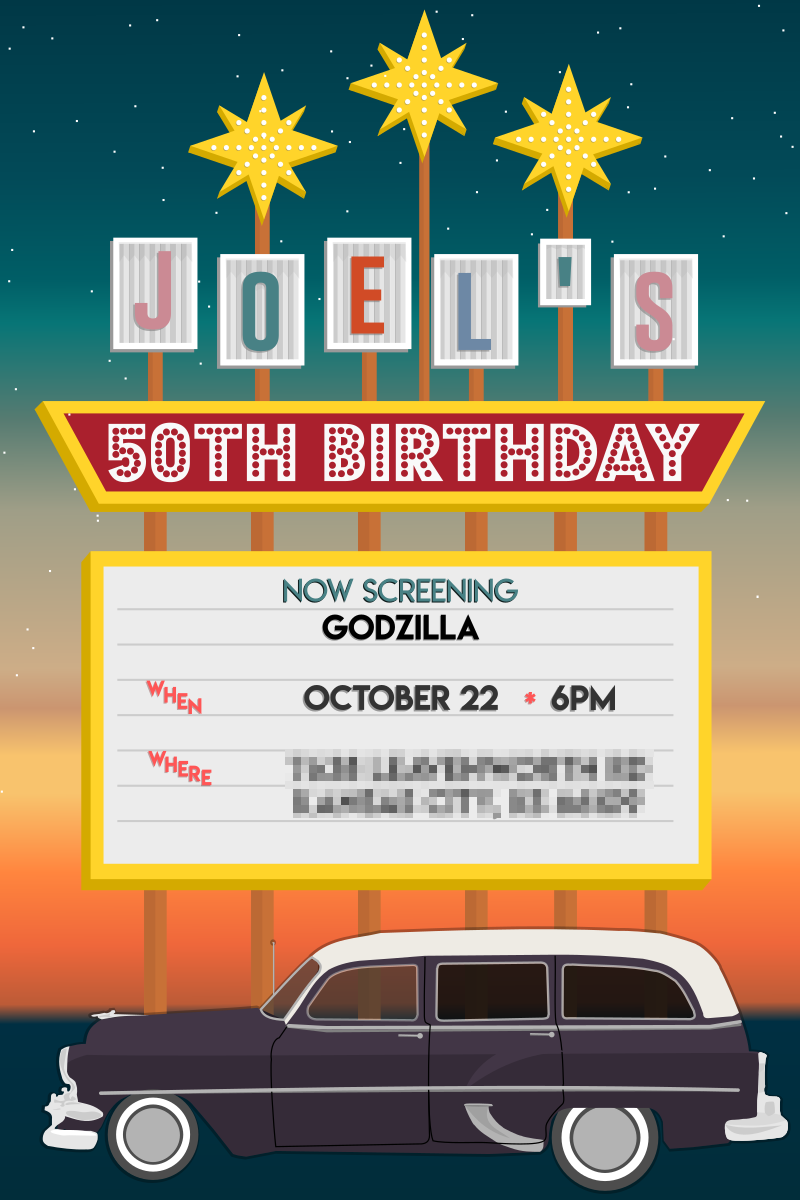 JOEL'S
50TH BIRTHDAY
NOW SCREENING
GODZILLA
WHEN
OCTOBER 22 * 6PM
WHERE